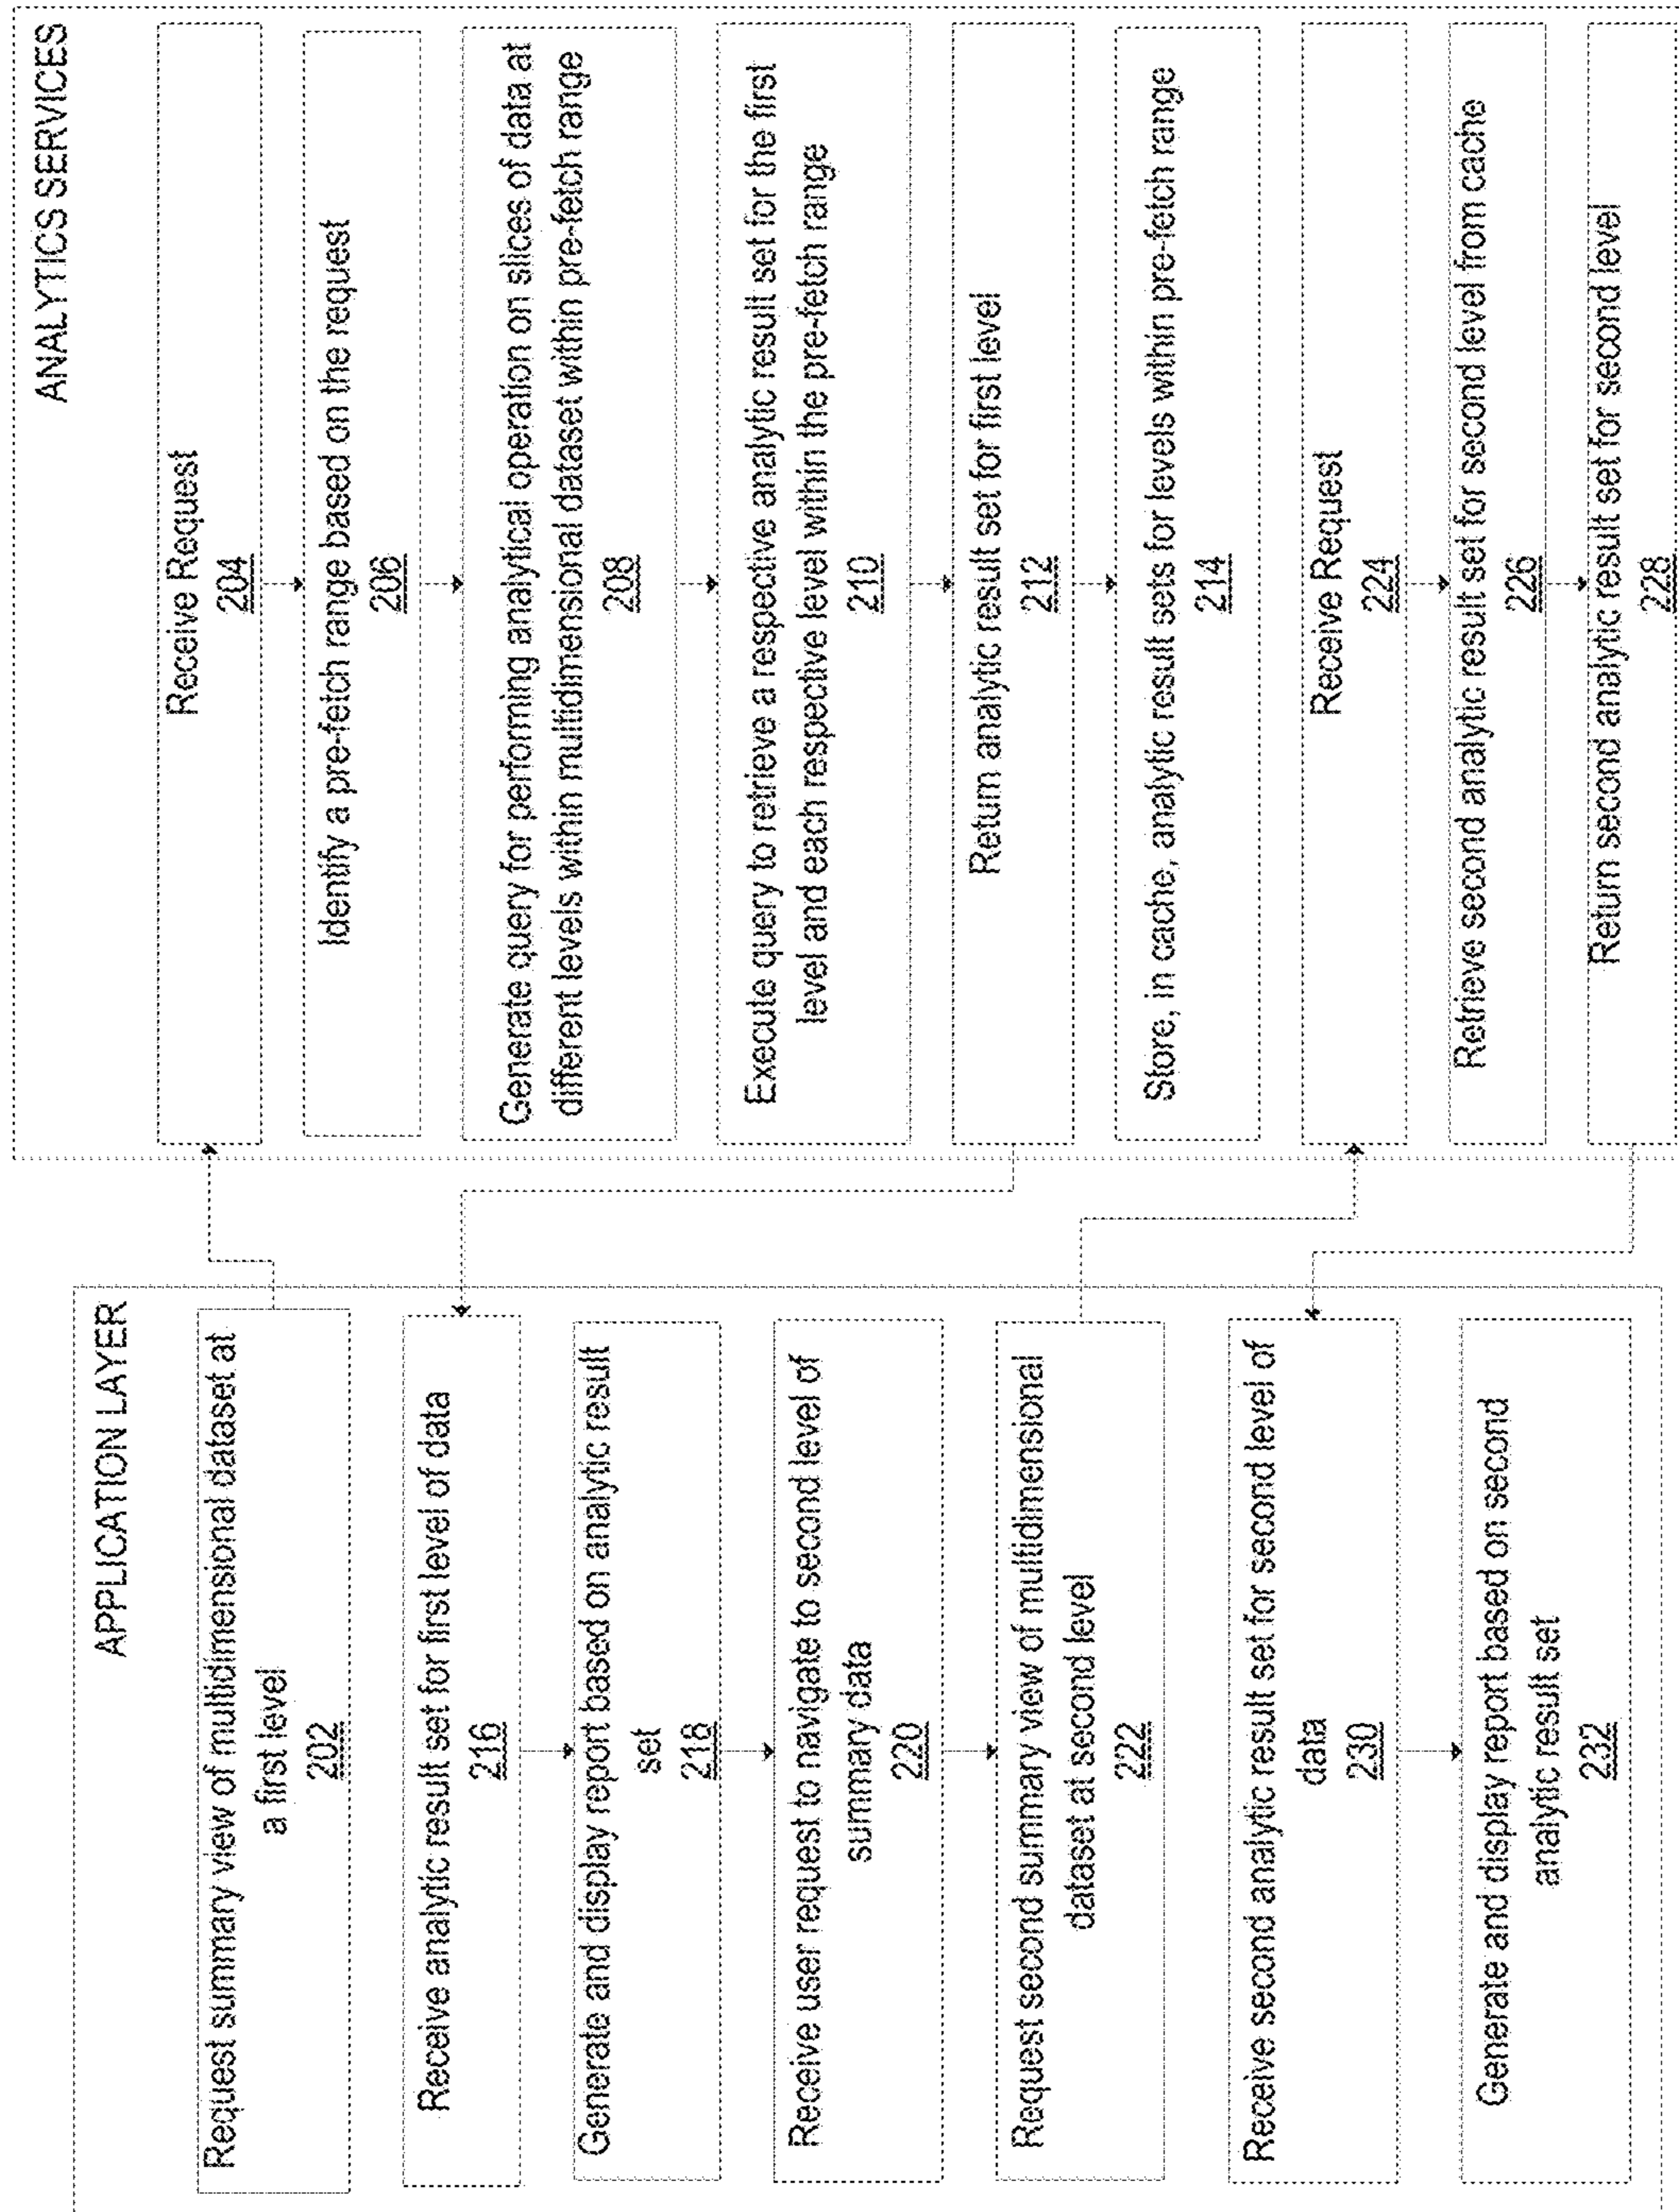 APPLICATION LAYER
Request summary view of multidimensional dataset at
a first level
202
Receive analytic result set for first level of data
216
Generate and display report based on analytic result
set
218
Receive user request to navigate to second level of
summary data
220
Request second summary view of multidimensional
dataset at second level
222
Receive second analytic result set for second level of
data
230
Generate and display report based on second
analytic result set
232
ANALYTICS SERVICES
Receive Request
204
Identify a pre-fetch range based on the request
206
Generate query for performing analytical operation on slices of data at
different levels within multidimensional dataset within pre-fetch range
208
Execute query to retrieve a respective analytic result set for the first
level and each respective level within the pre-fetch range
210
Return analytic result set for first level
212
Store, in cache, analytic result sets for levels within pre-fetch range
214
Receive Request
224
Retrieve second analytic result set for second level from cache
226
Return second analytic result set for second level
228